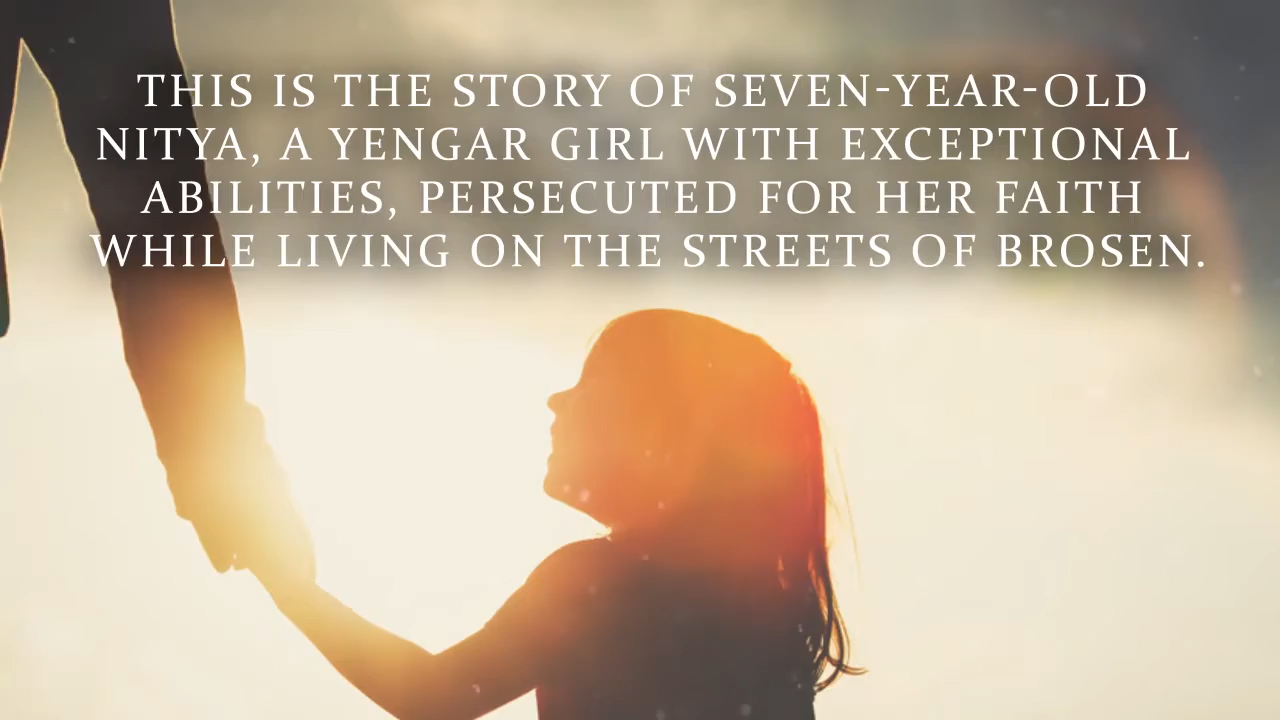 THIS IS THE STORY OF SEVEN-YEAR-OLD
NITYA, A YENGAR GIRL WITH EXCEPTIONAL
ABILITIES, PERSECUTED FOR HER FAITH
WHILE LIVING ON THE STREETS OF BROSEN.